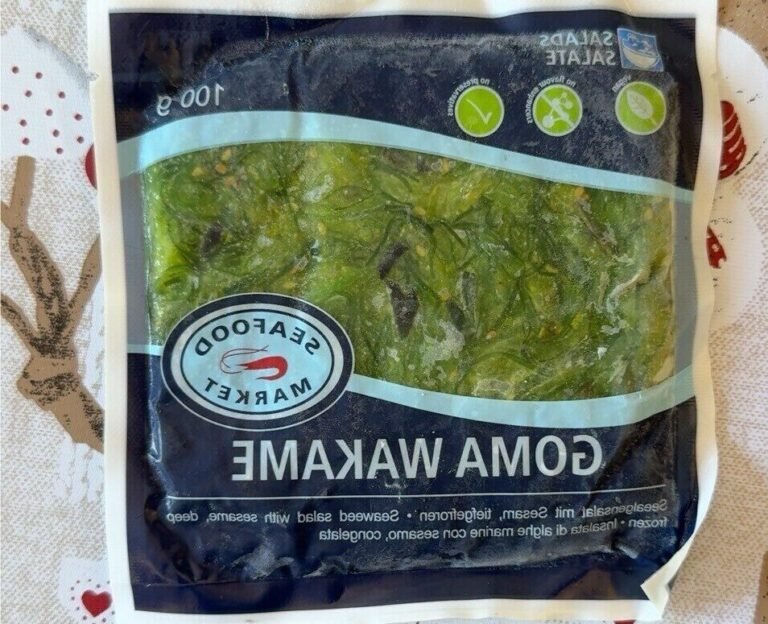 SALADS
SALATE
vegan
no flavour enhancers
no preservatives
100 g
SEAFOOD
MARKET
GOMA WAKAME
Seealgensalat mit Sesam, tiefgefroren • Seaweed salad with sesame, deep
frozen • Insalata di alghe marine con sesamo, congelata